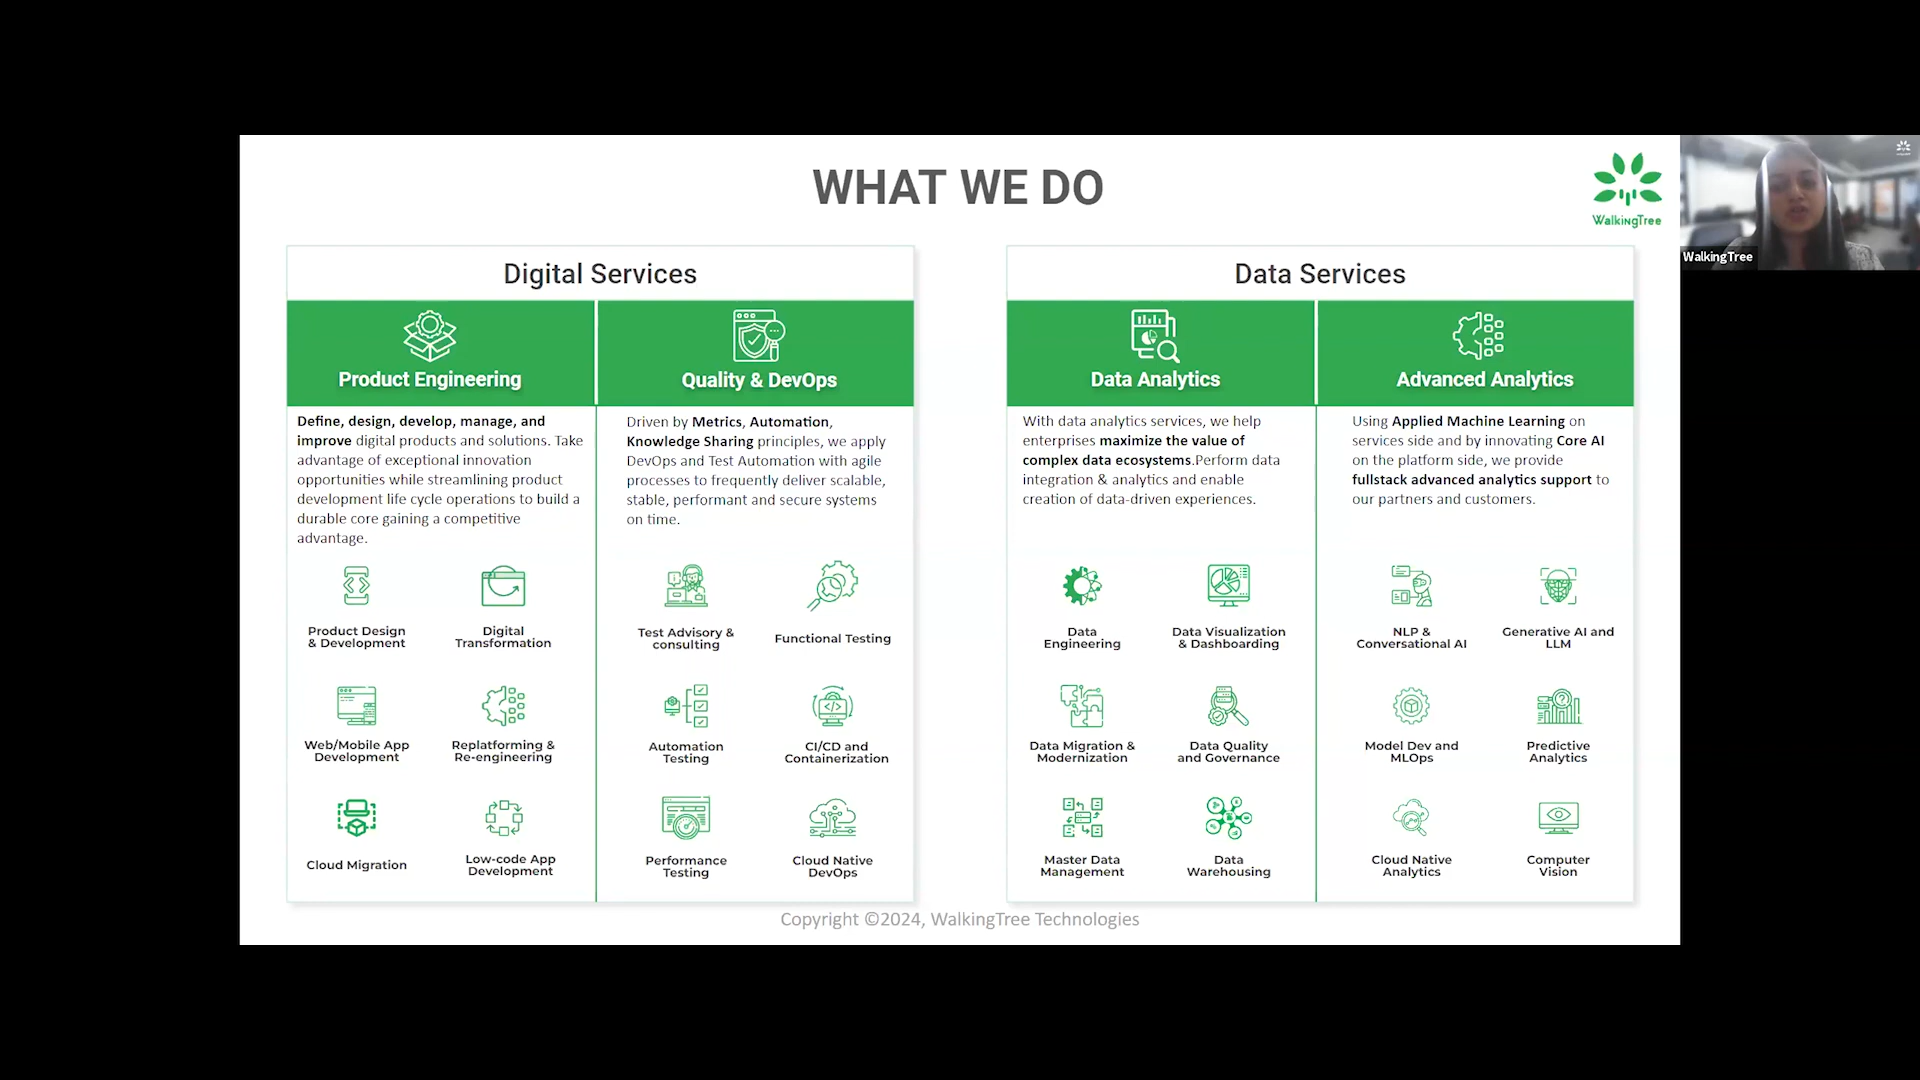 WHAT WE DO
WalkingTree
WalkingTree
Digital Services
Product Engineering
Define, design, develop, manage, and
improve digital products and solutions. Take
advantage of exceptional innovation
opportunities while streamlining product
development life cycle operations to build a
durable core gaining a competitive
advantage.
Product Design
& Development
Digital
Transformation
Web/Mobile App
Development
Replatforming &
Re-engineering
Cloud Migration
Low-code App
Development
Quality & DevOps
Driven by Metrics, Automation,
Knowledge Sharing principles, we apply
DevOps and Test Automation with agile
processes to frequently deliver scalable,
stable, performant and secure systems
on time.
Test Advisory &
consulting
Functional Testing
Automation
Testing
CI/CD and
Containerization
Performance
Testing
Cloud Native
DevOps
Data Services
Data Analytics
With data analytics services, we help
enterprises maximize the value of
complex data ecosystems.Perform data
integration & analytics and enable
creation of data-driven experiences.
Data
Engineering
Data Visualization
& Dashboarding
Data Migration &
Modernization
Data Quality
and Governance
Master Data
Management
Data
Warehousing
Advanced Analytics
Using Applied Machine Learning on
services side and by innovating Core AI
on the platform side, we provide
fullstack advanced analytics support to
our partners and customers.
NLP &
Conversational AI
Generative AI and
LLM
Model Dev and
MLOps
Predictive
Analytics
Cloud Native
Analytics
Computer
Vision
Copyright ©2024, WalkingTree Technologies